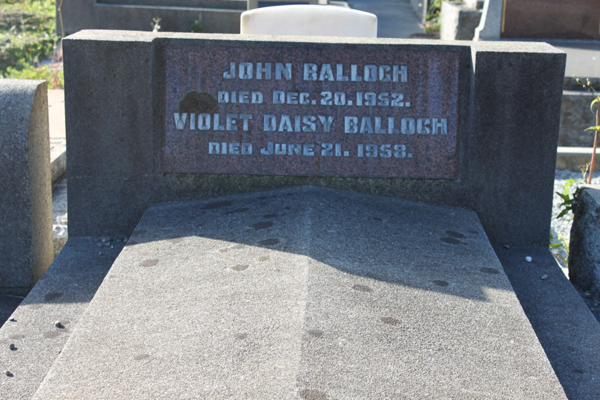 JOHN BALLOCH
DIED DEC. 20. 1952.
VIOLET DAISY BALLOCH
DIED JUNE 21. 1958.